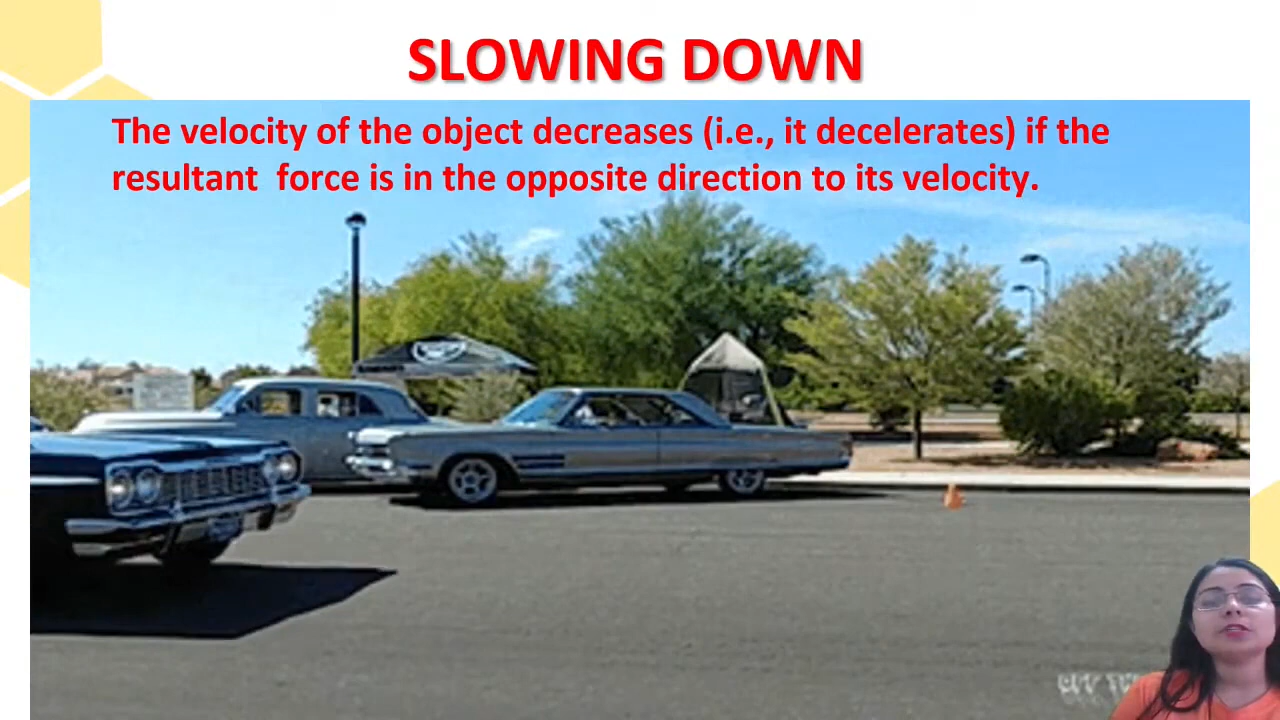 SLOWING DOWN
The velocity of the object decreases (i.e., it decelerates) if the
resultant force is in the opposite direction to its velocity.